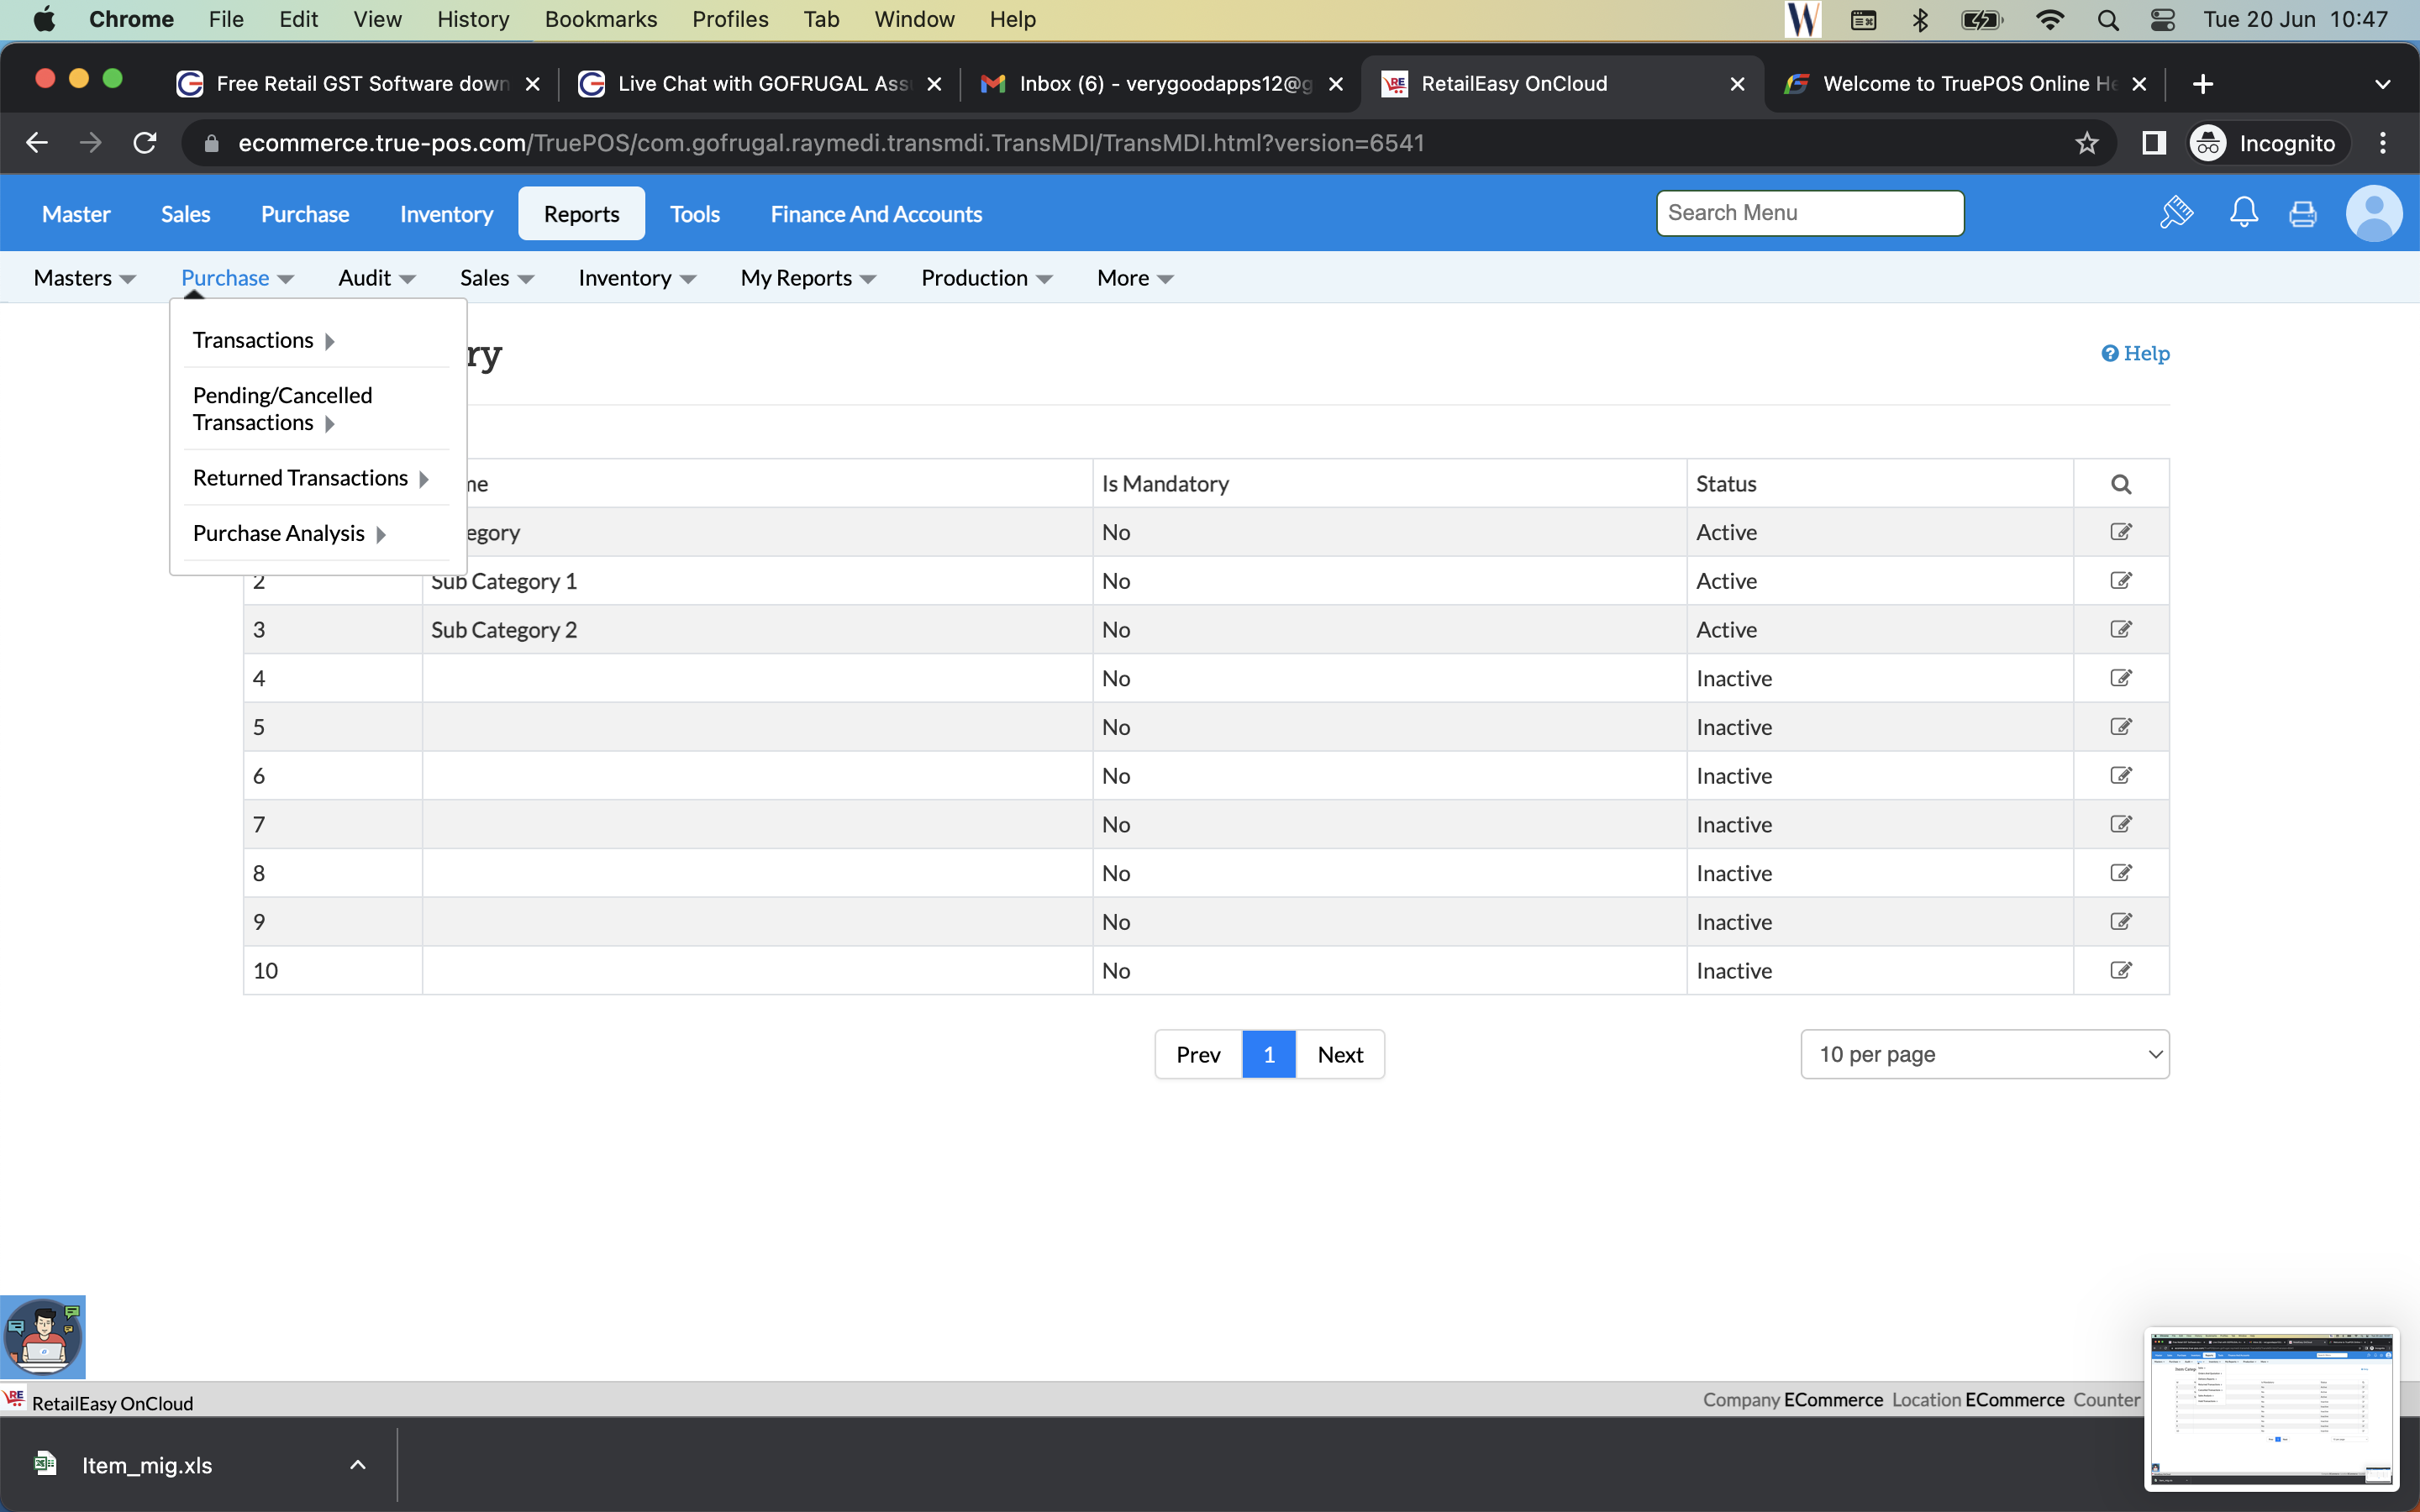 Chrome File Edit View History Bookmarks Profiles Tab Window Help Tue 20 Jun 10:47
Free Retail GST Software down Live Chat with GOFRUGAL Ass Inbox (6) - verygoodapps12@g RetailEasy OnCloud Welcome to TruePOS Online He
ecommerce.true-pos.com/TruePOS/com.gofrugal.raymedi.transmdi.TransMDI/TransMDI.html?version=6541 Incognito
Master Sales Purchase Inventory Reports Tools Finance And Accounts Search Menu
Masters Purchase Audit Sales Inventory My Reports Production More
Transactions
Pending/Cancelled
Transactions
Returned Transactions
Purchase Analysis
ry
Help
me Is Mandatory Status
egory No Active
2 Sub Category 1 No Active
3 Sub Category 2 No Active
4 No Inactive
5 No Inactive
6 No Inactive
7 No Inactive
8 No Inactive
9 No Inactive
10 No Inactive
Prev 1 Next 10 per page
RE RetailEasy OnCloud Company ECommerce Location ECommerce Counter
Item_mig.xls